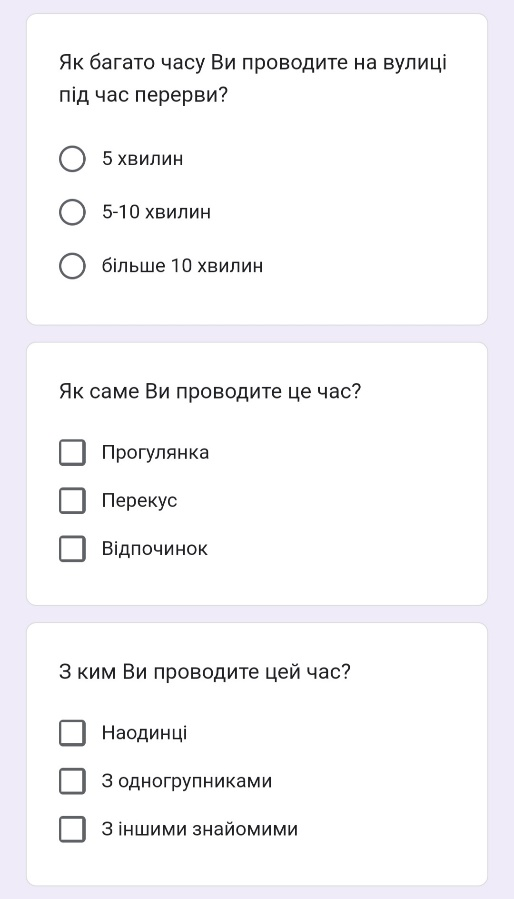 Як багато часу Ви проводите на вулиці
під час перерви?
5 хвилин
5-10 хвилин
більше 10 хвилин
Як саме Ви проводите це час?
Прогулянка
Перекус
Відпочинок
З ким Ви проводите цей час?
Наодинці
З одногрупниками
З іншими знайомими